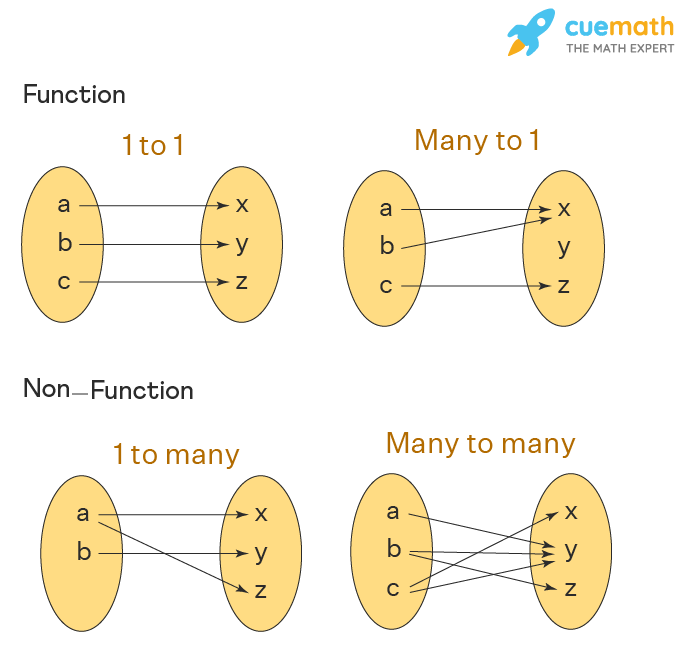 cuemath
THE MATH EXPERT
Function
1 to 1
a
x
b
y
c
z
Many to 1
a
x
b
y
c
z
Non–Function
1 to many
a
x
b
y
z
Many to many
a
x
b
y
c
z